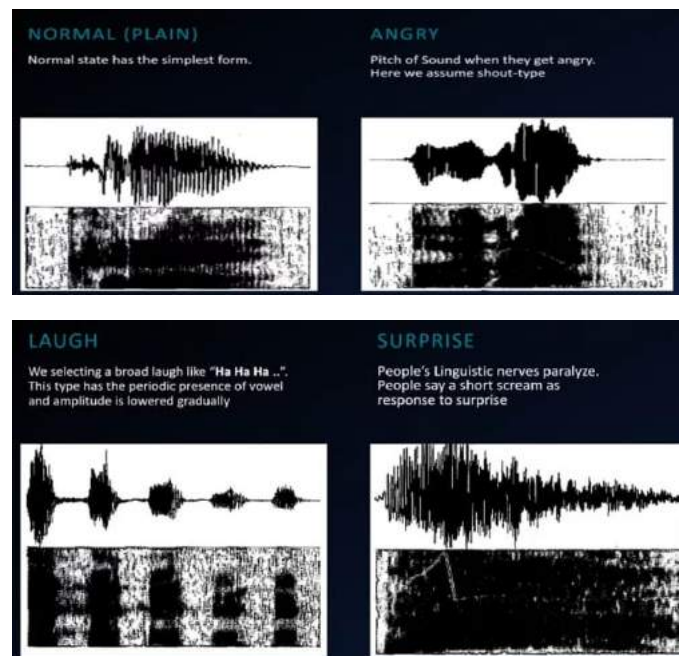 NORMAL (PLAIN)
Normal state has the simplest form.
ANGRY
Pitch of Sound when they get angry.
Here we assume shout-type
LAUGH
We selecting a broad laugh like "Ha Ha Ha ..".
This type has the periodic presence of vowel
and amplitude is lowered gradually
SURPRISE
People's Linguistic nerves paralyze.
People say a short scream as
response to surprise